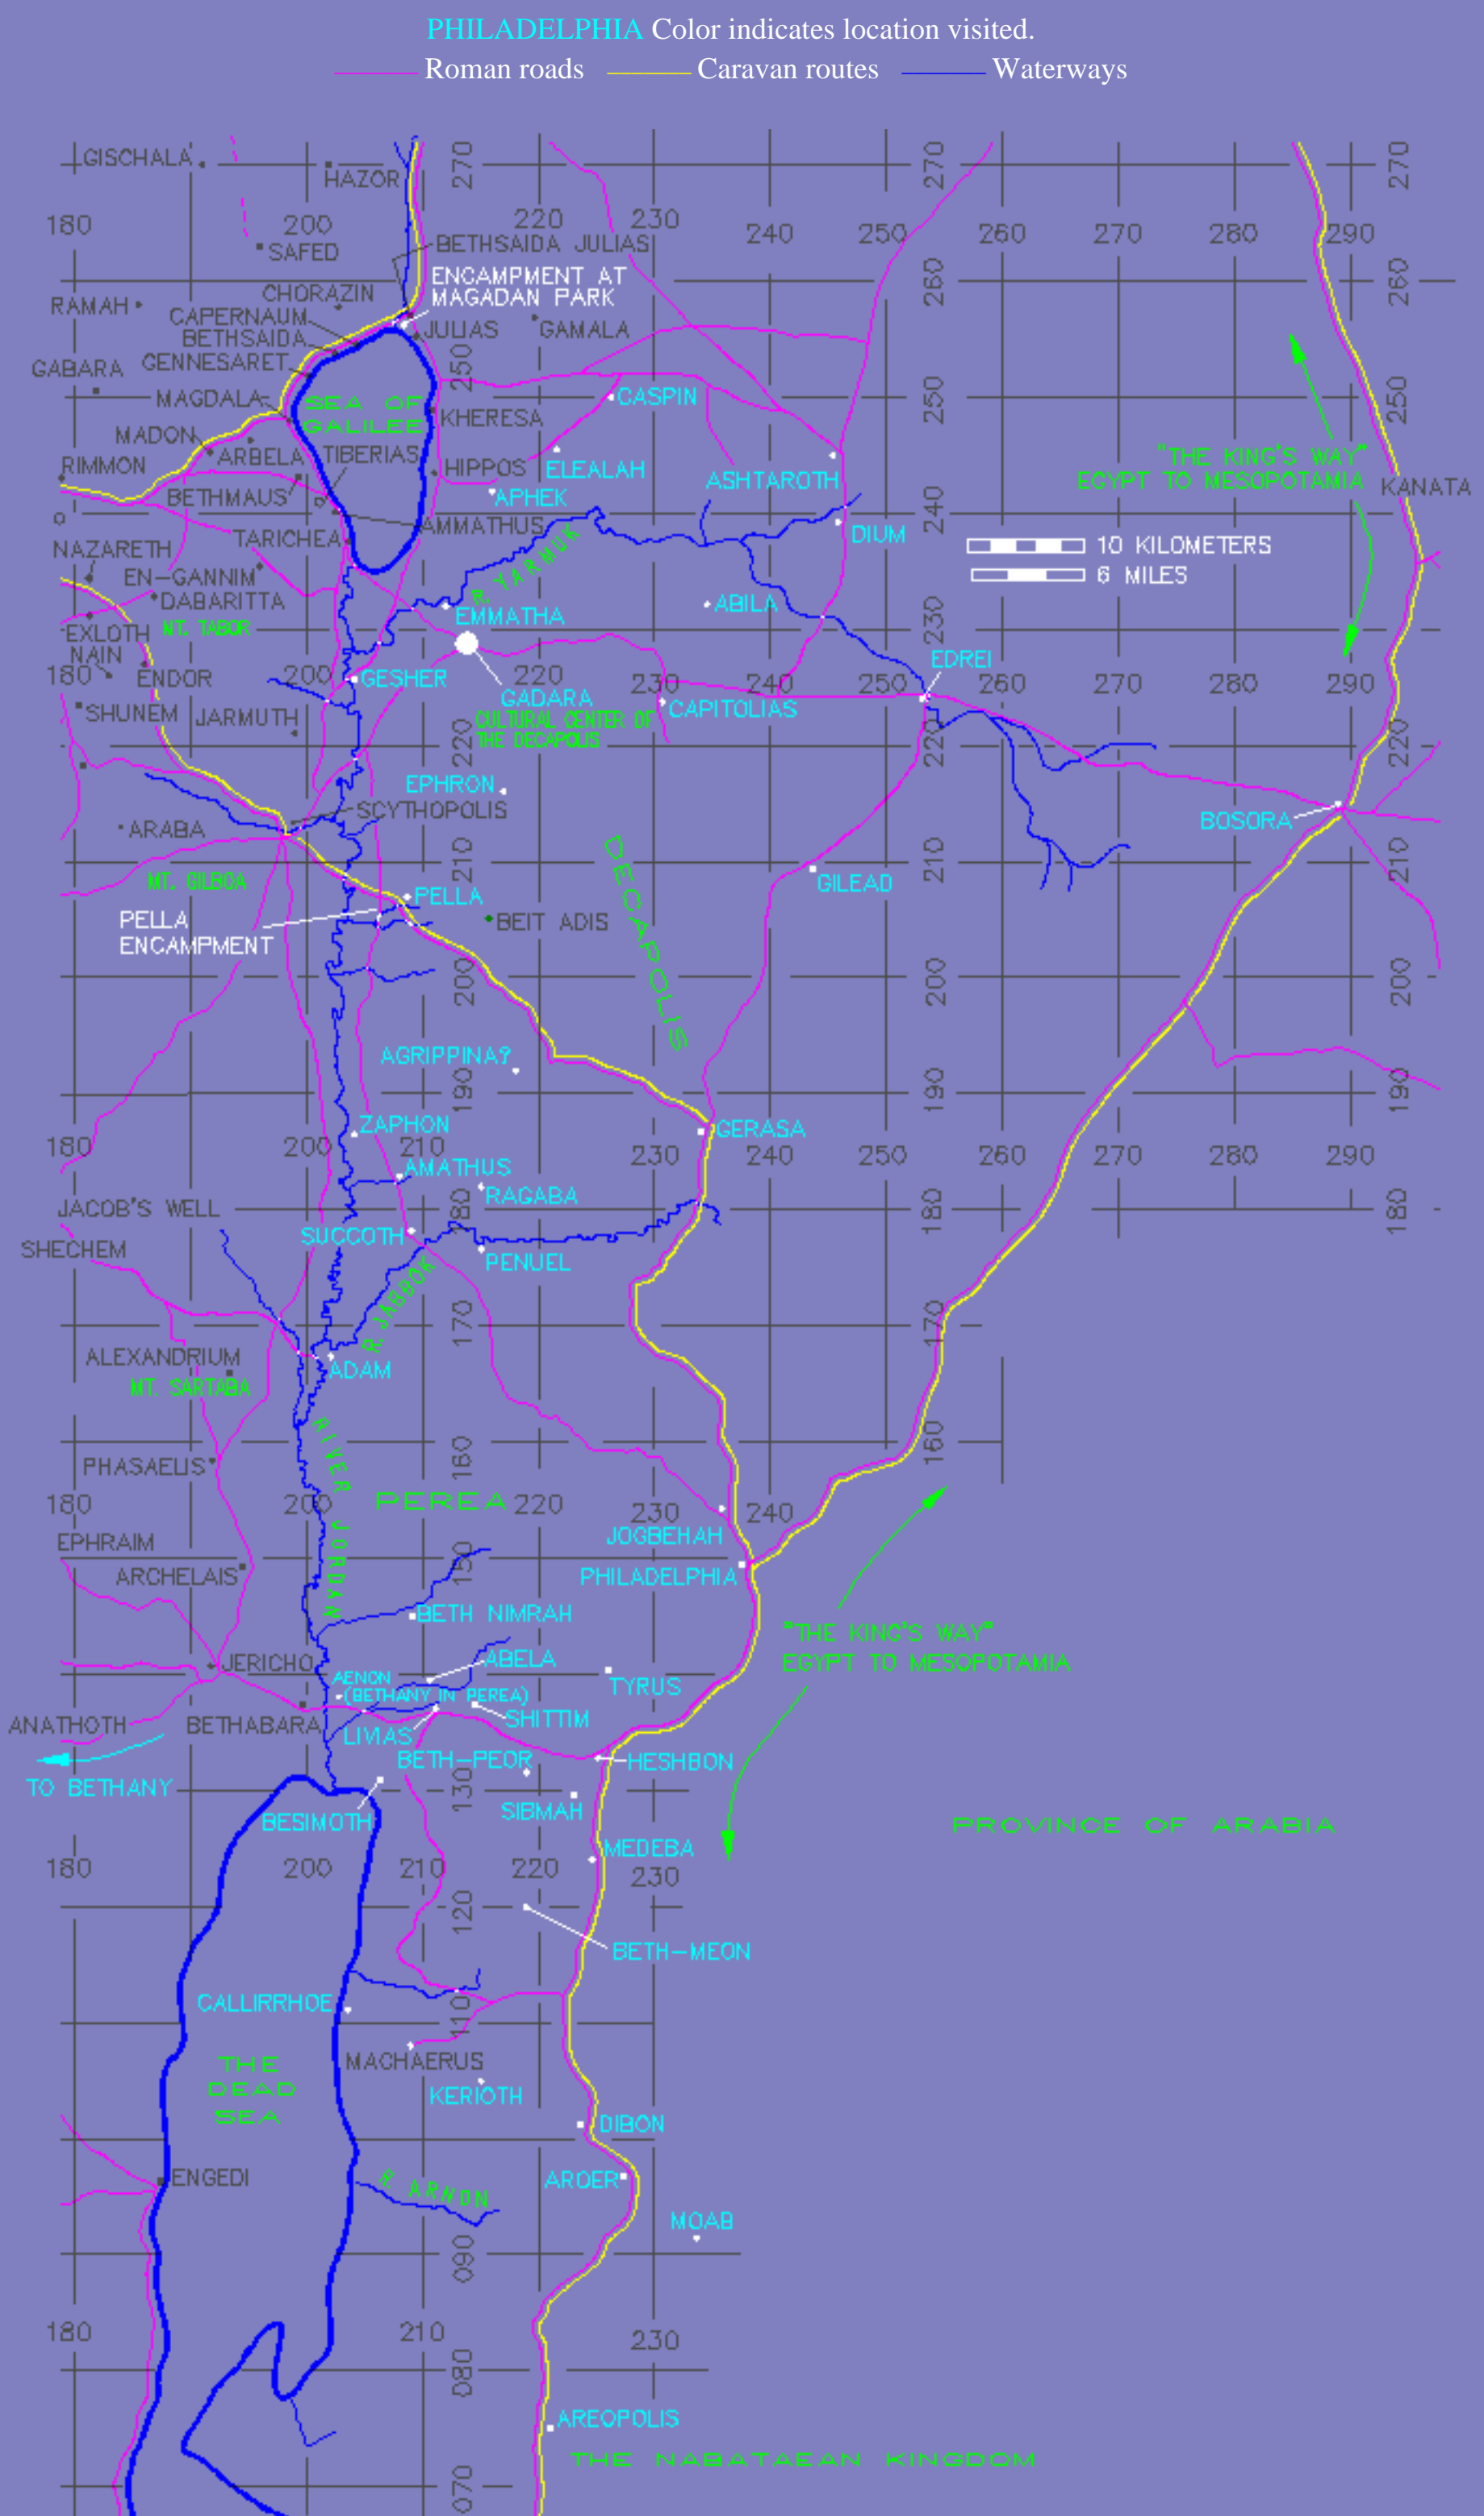 PHILADELPHIA Color indicates location visited.
Roman roads Caravan routes Waterways
GISCHALA
HAZOR
270
270
270
180
200
220
230
240
250
260
270
280
290
SAFED
BETHSAIDA JULIAS
ENCAMPMENT AT
MAGADAN PARK
260
260
RAMAH
CHORAZIN
CAPERNAUM
BETHSAIDA
GENNESARET
JULIAS
GAMALA
GABARA
250
250
250
MAGDALA
CASPIN
SEA OF
GALILEE
KHERESA
MADON
ARBELA
TIBERIAS
RIMMON
HIPPOS
ELEALAH
ASHTAROTH
"THE KING'S WAY"
EGYPT TO MESOPOTAMIA
KANATA
BETHMAUS
APHEK
AMMATHUS
240
240
TARICHEA
DIUM
NAZARETH
R. YARMUK
10 KILOMETERS
6 MILES
EN-GANNIM
DABARITTA
EMMATHA
ABILA
EXLOTH
MT. TABOR
230
230
NAIN
ENDOR
180
200
GESHER
220
230
240
250
EDREI
260
270
280
290
GADARA
CAPITOLIAS
SHUNEM
JARMUTH
CULTURAL CENTER OF
THE DECAPOLIS
220
220
220
EPHRON
SCYTHOPOLIS
ARABA
BOSORA
210
210
210
MT. GILBOA
GILEAD
PELLA
PELLA
ENCAMPMENT
BEIT ADIS
DECAPOLIS
200
200
200
AGRIPPINA?
190
190
190
ZAPHON
GERASA
180
200
210
230
240
250
260
270
280
290
AMATHUS
RAGABA
JACOB'S WELL
180
180
180
SHECHEM
SUCCOTH
PENUEL
R. JABBOK
170
170
ALEXANDRIUM
ADAM
MT. SARTABA
RIVER JORDAN
160
160
PHASAELIS
180
200
PEREA
220
230
240
JOGBEHAH
EPHRAIM
ARCHELAIS
150
PHILADELPHIA
BETH NIMRAH
"THE KING'S WAY"
EGYPT TO MESOPOTAMIA
JERICHO
ABELA
AENON
(BETHANY IN PEREA)
TYRUS
ANATHOTH
BETHABARA
SHITTIM
LIVIAS
BETH-PEOR
HESHBON
TO BETHANY
130
BESIMOTH
SIBMAH
PROVINCE OF ARABIA
MEDEBA
180
200
210
220
230
120
BETH-MEON
CALLIRRHOE
110
THE
DEAD
SEA
MACHAERUS
KERIOTH
DIBON
ENGEDI
AROER
R. ARNON
MOAB
090
180
210
230
080
AREOPOLIS
THE NABATAEAN KINGDOM
070